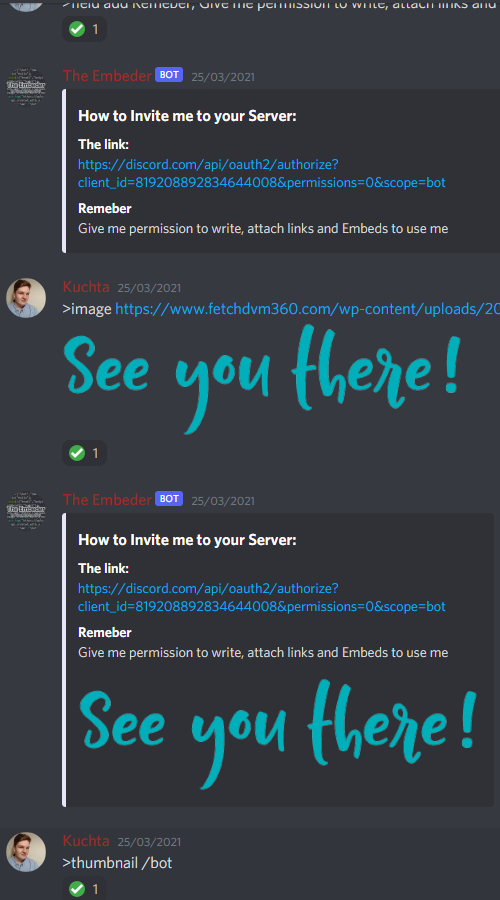 >field add Remeber, Give me permission to write, attach links and
1
The Embeder BOT 25/03/2021
How to Invite me to your Server:
The link:
https://discord.com/api/oauth2/authorize?
client_id=819208892834644008&permissions=0&scope=bot
Remeber
Give me permission to write, attach links and Embeds to use me
Kuchta 25/03/2021
>image https://www.fetchdvm360.com/wp-content/uploads/20
See you there!
1
The Embeder BOT 25/03/2021
How to Invite me to your Server:
The link:
https://discord.com/api/oauth2/authorize?
client_id=819208892834644008&permissions=0&scope=bot
Remeber
Give me permission to write, attach links and Embeds to use me
See you there!
Kuchta 25/03/2021
>thumbnail /bot
1